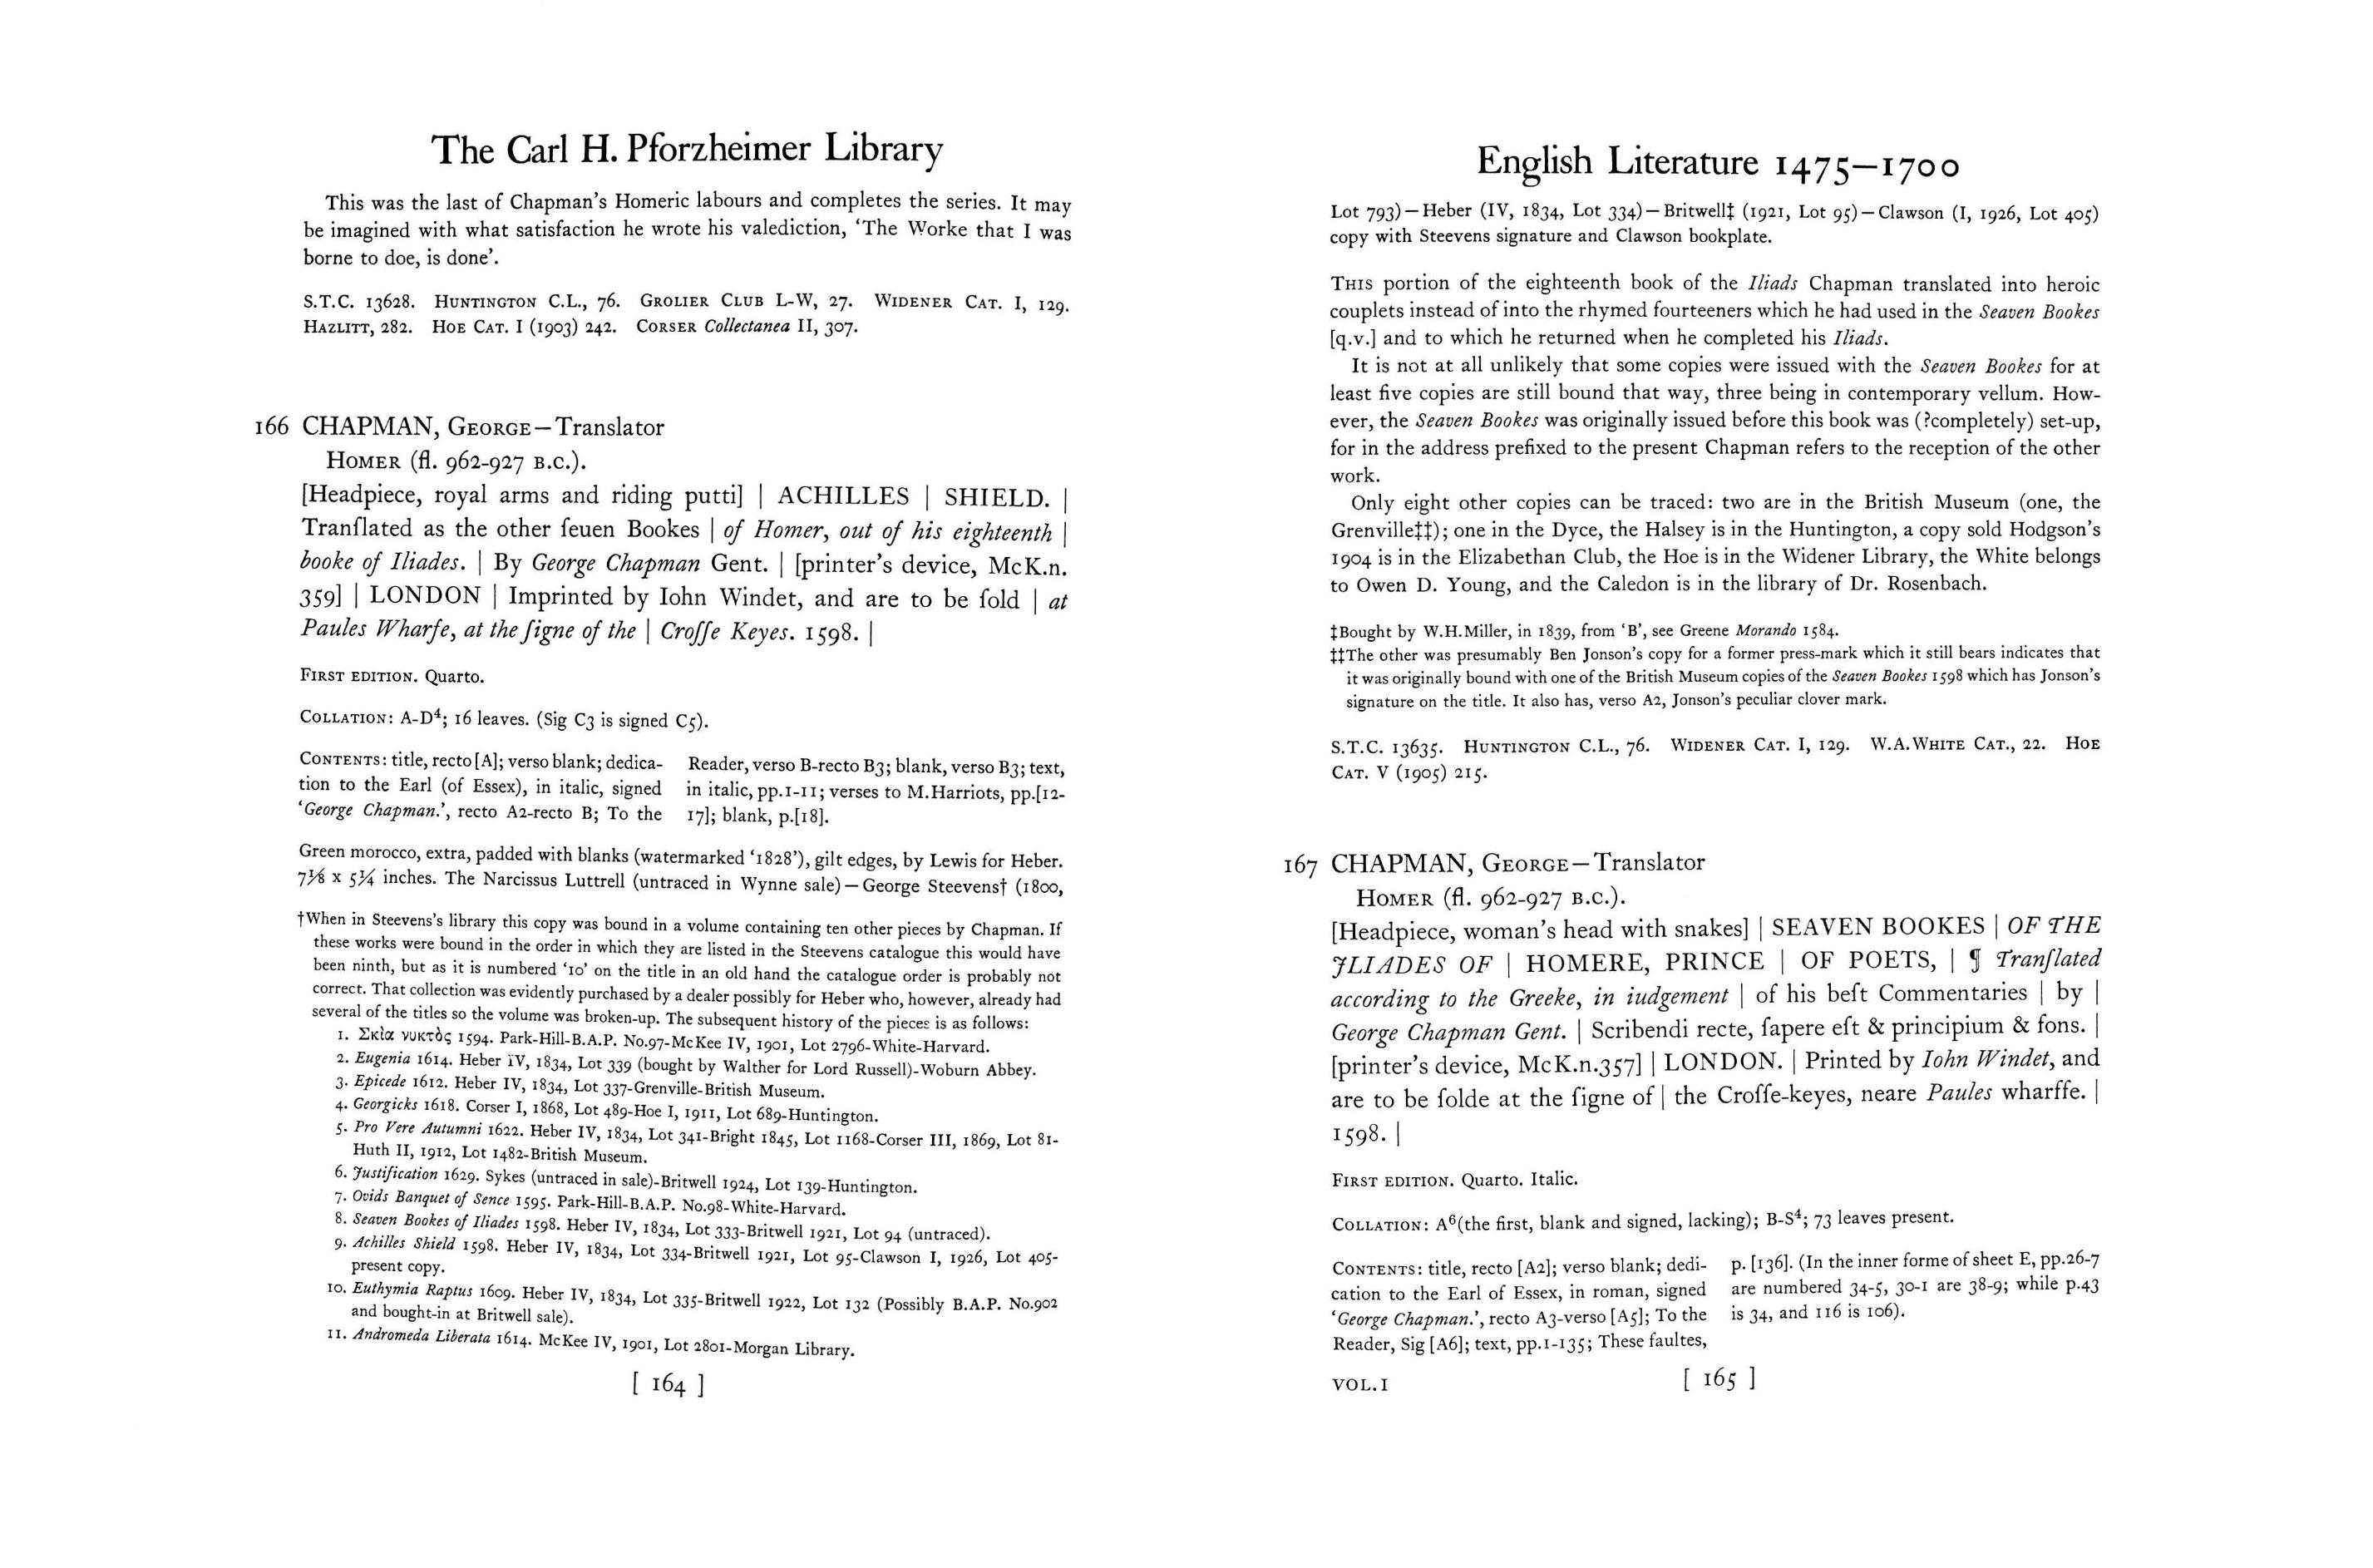 The Carl H. Pforzheimer Library
This was the last of Chapman's Homeric labours and completes the series. It may
be imagined with what satisfaction he wrote his valediction, 'The Worke that I was
borne to doe, is done'.
S.T.C. 13628. HUNTINGTON C.L., 76. GROLIER CLUB L-W, 27. WIDENER CAT. I, 129.
HAZLITT, 282. HOE CAT. I (1903) 242. CORSER Collectanea II, 307.
166 CHAPMAN, GEORGE—Translator
HOMER (fl. 962-927 B.C.).
[Headpiece, royal arms and riding putti] | ACHILLES | SHIELD. |
Tranſlated as the other ſeuen Bookes | of Homer, out of his eighteenth |
booke of Iliades. | By George Chapman Gent. | [printer's device, McK.n.
359] | LONDON | Imprinted by Iohn Windet, and are to be ſold | at
Paules Wharfe, at the ſigne of the | Croſſe Keyes. 1598. |
FIRST EDITION. Quarto.
COLLATION: A-D⁴; 16 leaves. (Sig C3 is signed C5).
CONTENTS: title, recto [A]; verso blank; dedica-
tion to the Earl (of Essex), in italic, signed
'George Chapman.', recto A2-recto B; To the
Reader, verso B-recto B3; blank, verso B3; text,
in italic, pp.1-11; verses to M.Harriots, pp.[12-
17]; blank, p.[18].
Green morocco, extra, padded with blanks (watermarked '1828'), gilt edges, by Lewis for Heber.
7⅛ x 5¼ inches. The Narcissus Luttrell (untraced in Wynne sale)—George Steevens† (1800,
†When in Steevens's library this copy was bound in a volume containing ten other pieces by Chapman. If
these works were bound in the order in which they are listed in the Steevens catalogue this would have
been ninth, but as it is numbered '10' on the title in an old hand the catalogue order is probably not
correct. That collection was evidently purchased by a dealer possibly for Heber who, however, already had
several of the titles so the volume was broken-up. The subsequent history of the pieces is as follows:
1. Σκὶα νυκτὸς 1594. Park-Hill-B.A.P. No.97-McKee IV, 1901, Lot 2796-White-Harvard.
2. Eugenia 1614. Heber IV, 1834, Lot 339 (bought by Walther for Lord Russell)-Woburn Abbey.
3. Epicede 1612. Heber IV, 1834, Lot 337-Grenville-British Museum.
4. Georgicks 1618. Corser I, 1868, Lot 489-Hoe I, 1911, Lot 689-Huntington.
5. Pro Vere Autumni 1622. Heber IV, 1834, Lot 341-Bright 1845, Lot 1168-Corser III, 1869, Lot 81-
Huth II, 1912, Lot 1482-British Museum.
6. Justification 1629. Sykes (untraced in sale)-Britwell 1924, Lot 139-Huntington.
7. Ovids Banquet of Sence 1595. Park-Hill-B.A.P. No.98-White-Harvard.
8. Seaven Bookes of Iliades 1598. Heber IV, 1834, Lot 333-Britwell 1921, Lot 94 (untraced).
9. Achilles Shield 1598. Heber IV, 1834, Lot 334-Britwell 1921, Lot 95-Clawson I, 1926, Lot 405-
present copy.
10. Euthymia Raptus 1609. Heber IV, 1834, Lot 335-Britwell 1922, Lot 132 (Possibly B.A.P. No.902
and bought-in at Britwell sale).
11. Andromeda Liberata 1614. McKee IV, 1901, Lot 2801-Morgan Library.
[ 164 ]
English Literature 1475—1700
Lot 793)—Heber (IV, 1834, Lot 334)—Britwell‡ (1921, Lot 95)—Clawson (I, 1926, Lot 405)
copy with Steevens signature and Clawson bookplate.
THIS portion of the eighteenth book of the Iliads Chapman translated into heroic
couplets instead of into the rhymed fourteeners which he had used in the Seaven Bookes
[q.v.] and to which he returned when he completed his Iliads.
It is not at all unlikely that some copies were issued with the Seaven Bookes for at
least five copies are still bound that way, three being in contemporary vellum. How-
ever, the Seaven Bookes was originally issued before this book was (?completely) set-up,
for in the address prefixed to the present Chapman refers to the reception of the other
work.
Only eight other copies can be traced: two are in the British Museum (one, the
Grenville‡‡); one in the Dyce, the Halsey is in the Huntington, a copy sold Hodgson's
1904 is in the Elizabethan Club, the Hoe is in the Widener Library, the White belongs
to Owen D. Young, and the Caledon is in the library of Dr. Rosenbach.
‡Bought by W.H.Miller, in 1839, from 'B', see Greene Morando 1584.
‡‡The other was presumably Ben Jonson's copy for a former press-mark which it still bears indicates that
it was originally bound with one of the British Museum copies of the Seaven Bookes 1598 which has Jonson's
signature on the title. It also has, verso A2, Jonson's peculiar clover mark.
S.T.C. 13635. HUNTINGTON C.L., 76. WIDENER CAT. I, 129. W.A.WHITE CAT., 22. HOE
CAT. V (1905) 215.
167 CHAPMAN, GEORGE—Translator
HOMER (fl. 962-927 B.C.).
[Headpiece, woman's head with snakes] | SEAVEN BOOKES | OF THE
JLIADES OF | HOMERE, PRINCE | OF POETS, | ¶ Tranſlated
according to the Greeke, in iudgement | of his beſt Commentaries | by |
George Chapman Gent. | Scribendi recte, ſapere eſt & principium & fons. |
[printer's device, McK.n.357] | LONDON. | Printed by Iohn Windet, and
are to be ſolde at the ſigne of | the Croſſe-keyes, neare Paules wharffe. |
1598. |
FIRST EDITION. Quarto. Italic.
COLLATION: A⁶(the first, blank and signed, lacking); B-S⁴; 73 leaves present.
CONTENTS: title, recto [A2]; verso blank; dedi-
cation to the Earl of Essex, in roman, signed
'George Chapman.', recto A3-verso [A5]; To the
Reader, Sig [A6]; text, pp.1-135; These faultes,
p. [136]. (In the inner forme of sheet E, pp.26-7
are numbered 34-5, 30-1 are 38-9; while p.43
is 34, and 116 is 106).
VOL.I
[ 165 ]